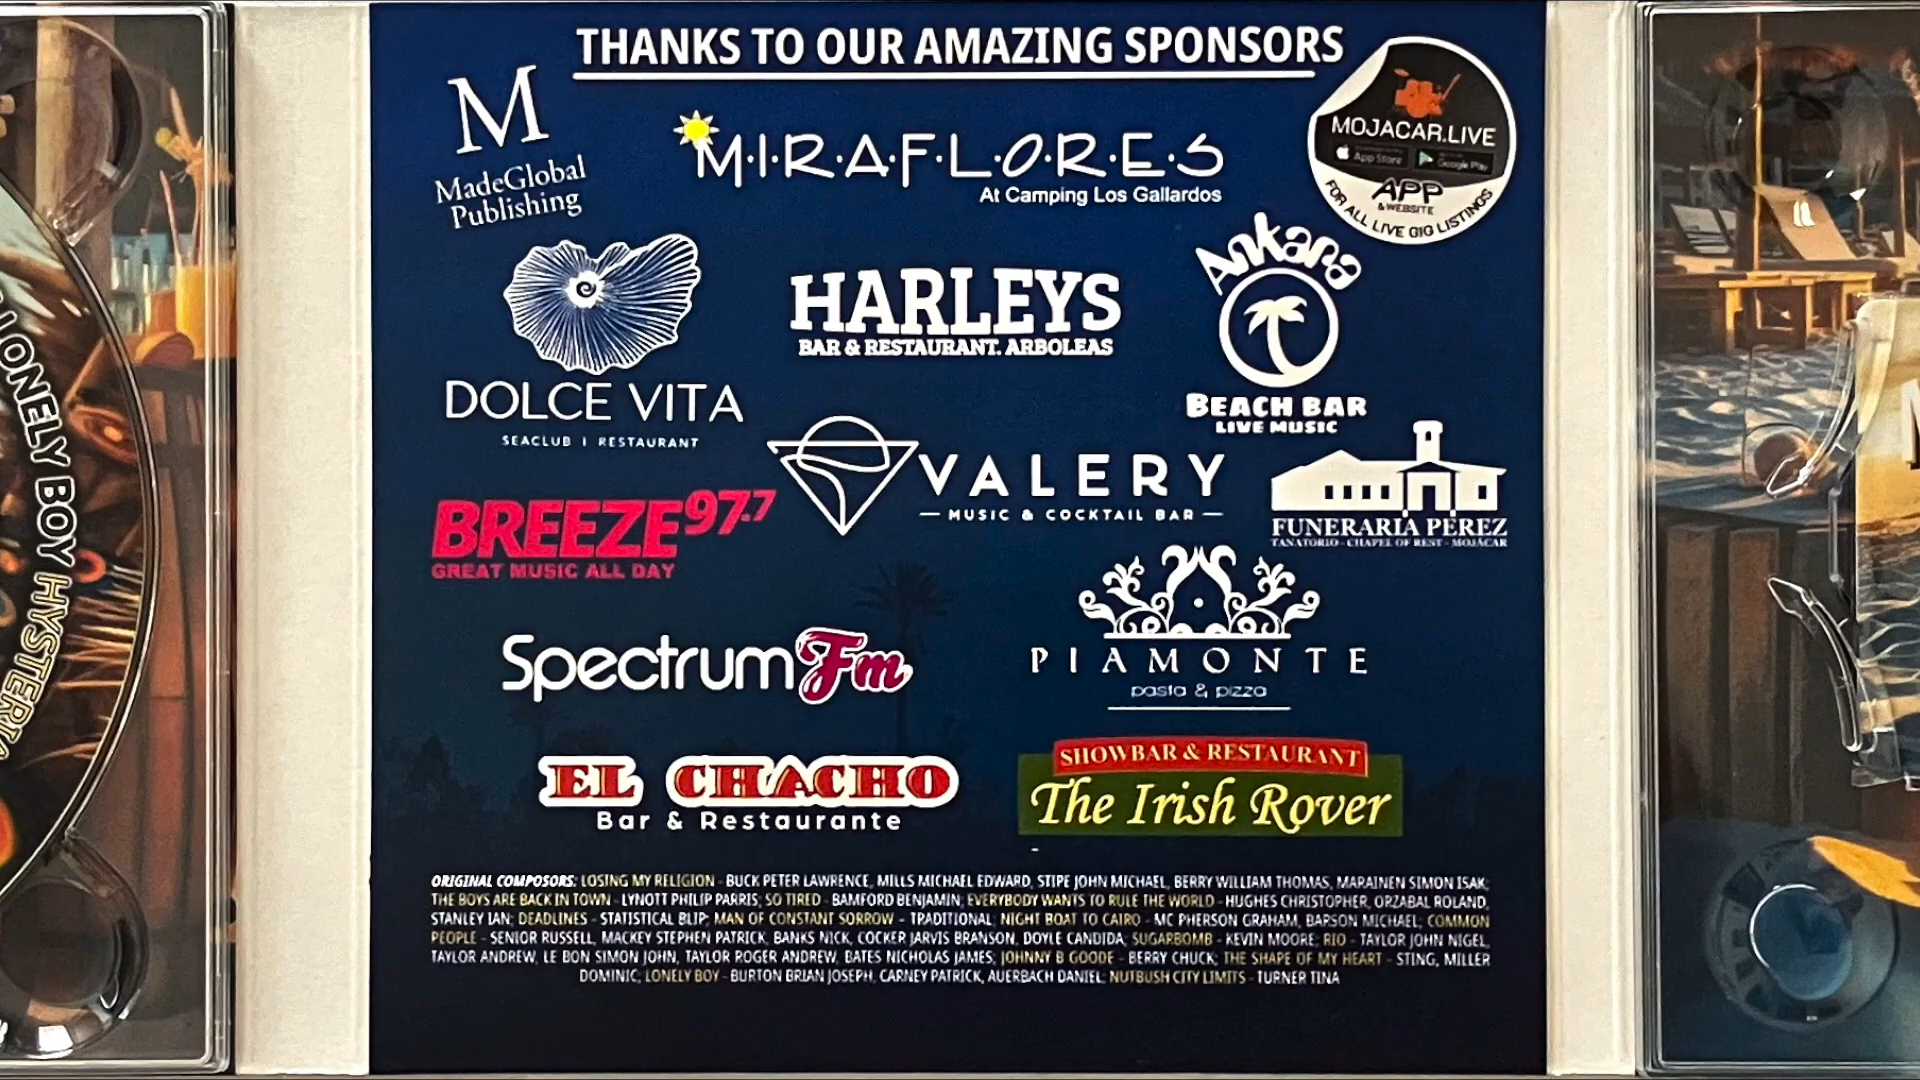 THANKS TO OUR AMAZING SPONSORS
M
MadeGlobal
Publishing
M·I·R·A·F·L·O·R·E·S
At Camping Los Gallardos
MOJACAR.LIVE
App Store
Google Play
APP
& WEBSITE
FOR ALL LIVE GIG LISTINGS
DOLCE VITA
SEACLUB | RESTAURANT
HARLEYS
BAR & RESTAURANT. ARBOLEAS
Ankara
BEACH BAR
LIVE MUSIC
BREEZE 97.7
GREAT MUSIC ALL DAY
VALERY
— MUSIC & COCKTAIL BAR —
FUNERARIA PEREZ
TANATORIO - CHAPEL OF REST - MOJÁCAR
Spectrum Fm
PIAMONTE
pasta & pizza
EL CHACHO
Bar & Restaurante
SHOWBAR & RESTAURANT
The Irish Rover
ORIGINAL COMPOSERS: LOSING MY RELIGION - BUCK PETER LAWRENCE, MILLS MICHAEL EDWARD, STIPE JOHN MICHAEL, BERRY WILLIAM THOMAS, MARAINEN SIMON ISAK;
THE BOYS ARE BACK IN TOWN - LYNOTT PHILIP PARRIS; SO TIRED - BAMFORD BENJAMIN; EVERYBODY WANTS TO RULE THE WORLD - HUGHES CHRISTOPHER, ORZABAL ROLAND,
STANLEY IAN; DEADLINES - STATISTICAL BLIP; MAN OF CONSTANT SORROW - TRADITIONAL; NIGHT BOAT TO CAIRO - MC PHERSON GRAHAM, BARSON MICHAEL; COMMON
PEOPLE - SENIOR RUSSELL, MACKEY STEPHEN PATRICK, BANKS NICK, COCKER JARVIS BRANSON, DOYLE CANDIDA; SUGARBOMB - KEVIN MOORE; RIO - TAYLOR JOHN NIGEL,
TAYLOR ANDREW, LE BON SIMON JOHN, TAYLOR ROGER ANDREW, BATES NICHOLAS JAMES; JOHNNY B GOODE - BERRY CHUCK; THE SHAPE OF MY HEART - STING, MILLER
DOMINIC; LONELY BOY - BURTON BRIAN JOSEPH, CARNEY PATRICK, AUERBACH DANIEL; NUTBUSH CITY LIMITS - TURNER TINA
LONELY BOY HYSTERIA